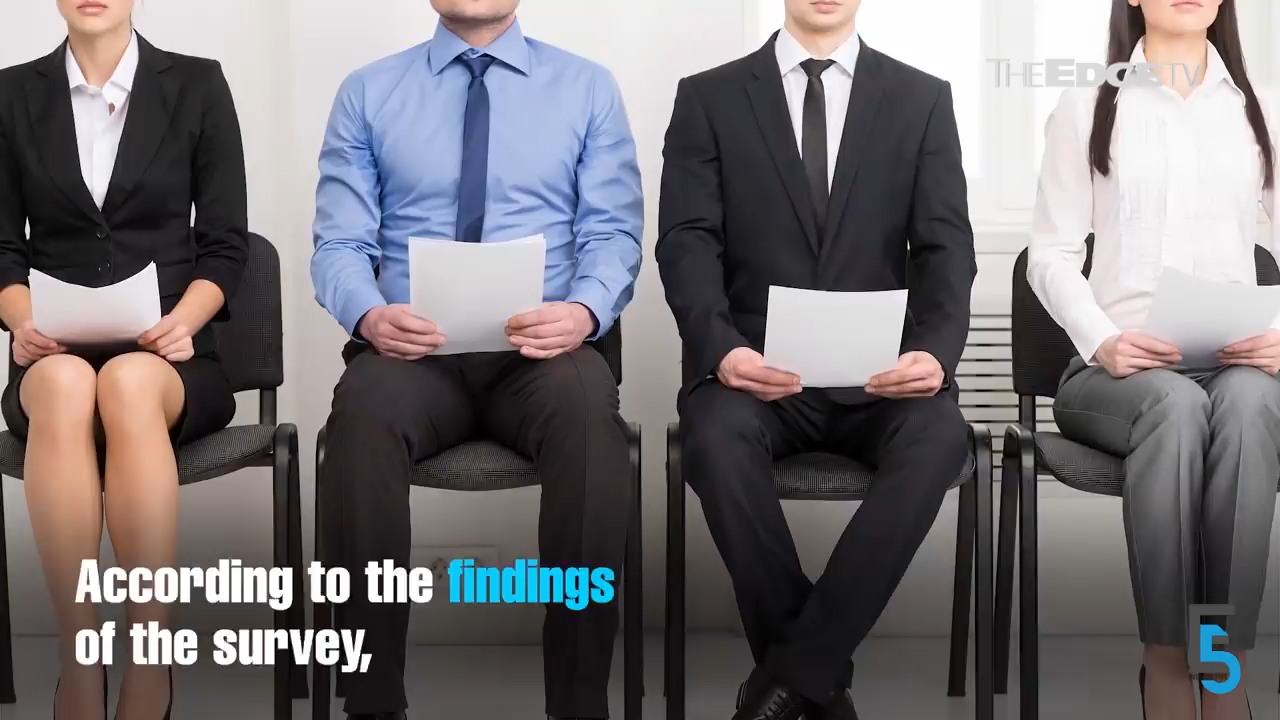 THEEDGETV
According to the findings
of the survey,
5